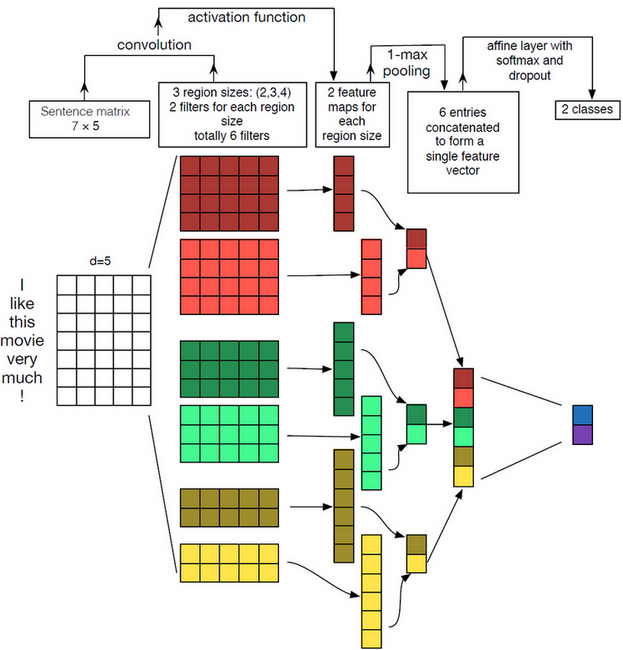 activation function
convolution
1-max
pooling
affine layer with
softmax and
dropout
Sentence matrix
7 × 5
3 region sizes: (2,3,4)
2 filters for each region
size
totally 6 filters
2 feature
maps for
each
region size
6 entries
concatenated
to form a
single feature
vector
2 classes
d=5
I
like
this
movie
very
much
!